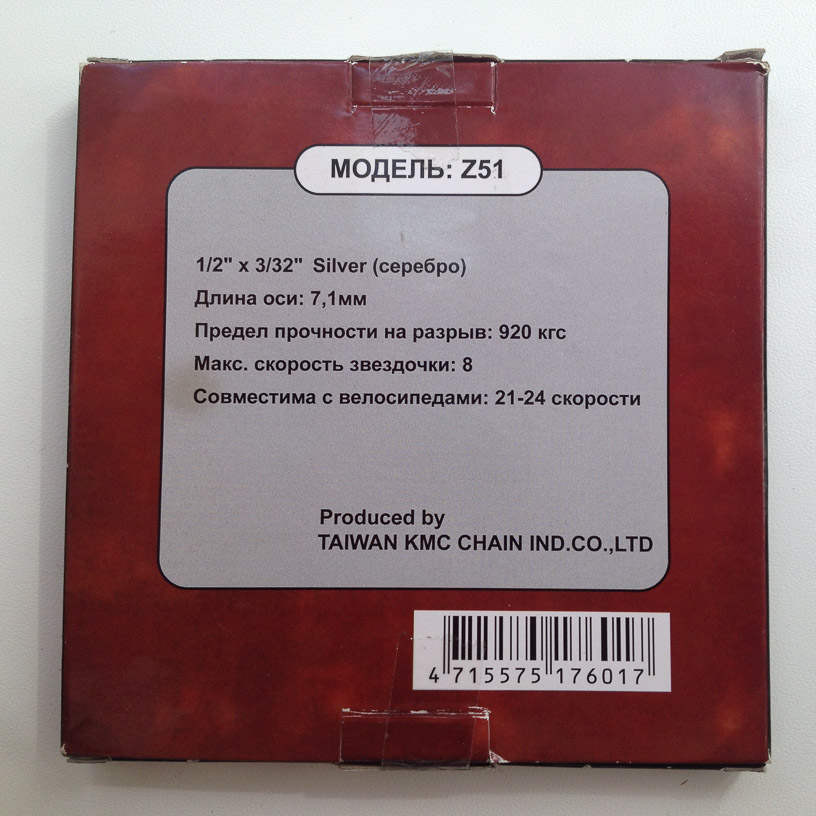 МОДЕЛЬ: Z51
1/2" x 3/32" Silver (серебро)
Длина оси: 7,1мм
Предел прочности на разрыв: 920 кгс
Макс. скорость звездочки: 8
Совместима с велосипедами: 21-24 скорости
Produced by
TAIWAN KMC CHAIN IND.CO.,LTD
4 715575 176017